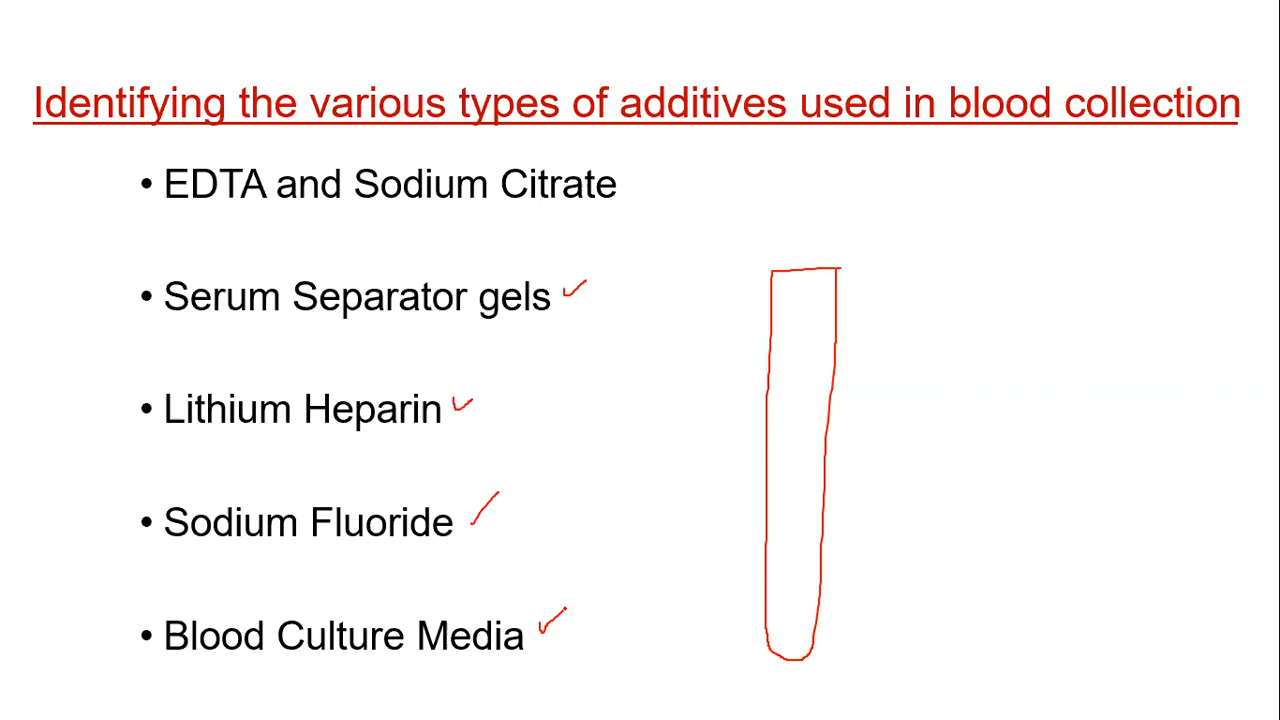 Identifying the various types of additives used in blood collection
• EDTA and Sodium Citrate
• Serum Separator gels
• Lithium Heparin
• Sodium Fluoride
• Blood Culture Media